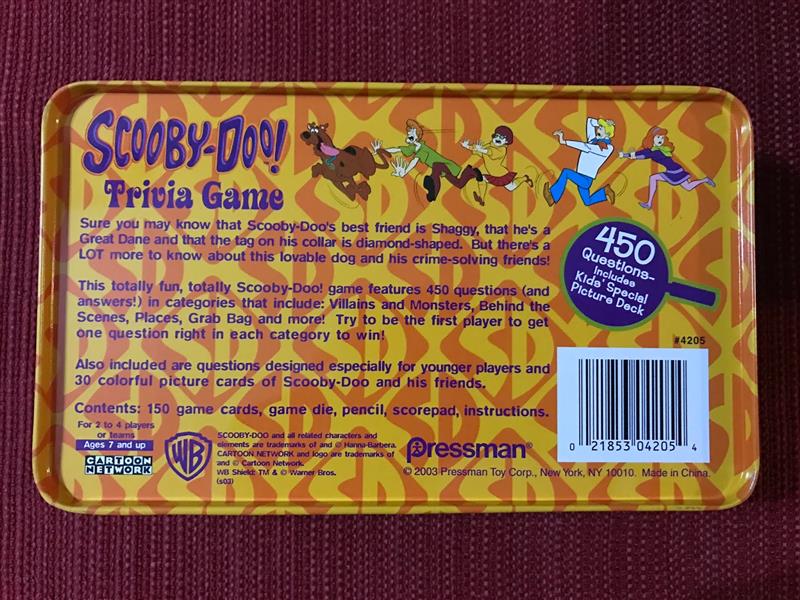 SCOOBY-DOO!
Trivia Game
Sure you may know that Scooby-Doo's best friend is Shaggy, that he's a
Great Dane and that the tag on his collar is diamond-shaped. But there's a
LOT more to know about this lovable dog and his crime-solving friends!
450
Questions-
Includes
Kids' Special
Picture Deck
This totally fun, totally Scooby-Doo! game features 450 questions (and
answers!) in categories that include: Villains and Monsters, Behind the
Scenes, Places, Grab Bag and more! Try to be the first player to get
one question right in each category to win!
#4205
Also included are questions designed especially for younger players and
30 colorful picture cards of Scooby-Doo and his friends.
Contents: 150 game cards, game die, pencil, scorepad, instructions.
For 2 to 4 players
or teams
Ages 7 and up
CARTOON
NETWORK
WB
SCOOBY-DOO and all related characters and
elements are trademarks of and © Hanna-Barbera.
CARTOON NETWORK and logo are trademarks of
and © Cartoon Network.
WB Shield: TM & © Warner Bros.
(s03)
Pressman®
© 2003 Pressman Toy Corp., New York, NY 10010. Made in China.
0 21853 04205 4